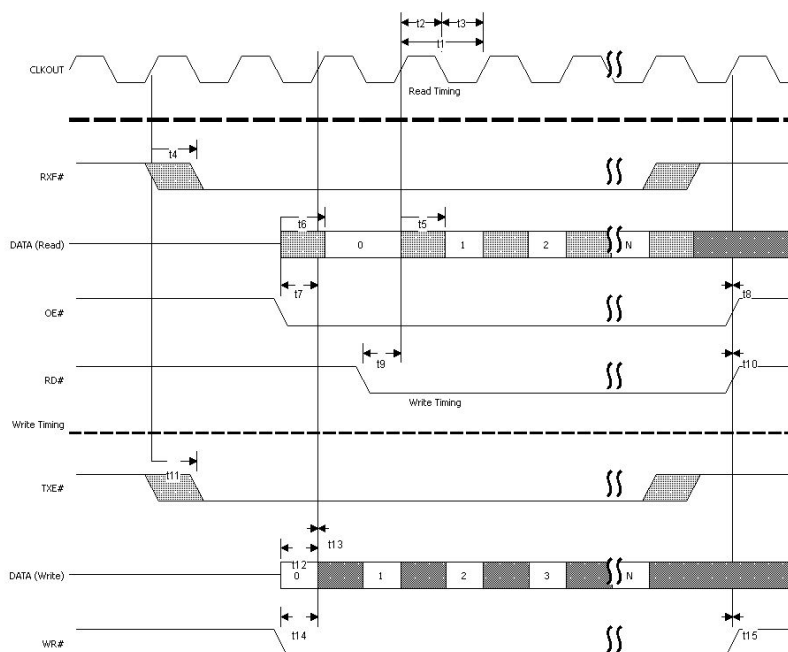 t2 t3
t1
CLKOUT
Read Timing
t4
RXF#
t6 t5
DATA (Read) 0 1 2 N
t7 t8
OE#
t9 t10
RD#
Write Timing
Write Timing
t11
TXE#
t13
t12
DATA (Write) 0 1 2 3 N
t14 t15
WR#